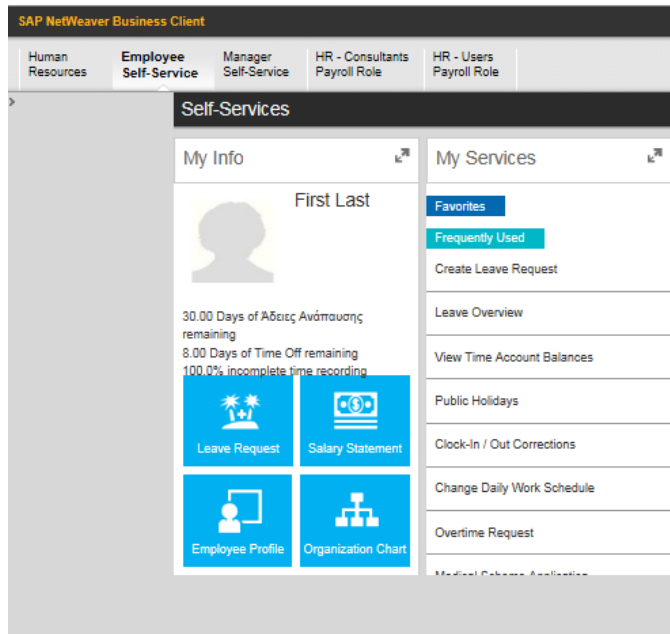 SAP NetWeaver Business Client
Human Resources
Employee Self-Service
Manager Self-Service
HR - Consultants Payroll Role
HR - Users Payroll Role
Self-Services
My Info
First Last
30.00 Days of Άδειες Ανάπαυσης
remaining
8.00 Days of Time Off remaining
100.0% incomplete time recording
Leave Request
Salary Statement
Employee Profile
Organization Chart
My Services
Favorites
Frequently Used
Create Leave Request
Leave Overview
View Time Account Balances
Public Holidays
Clock-In / Out Corrections
Change Daily Work Schedule
Overtime Request
Medical Scheme Application